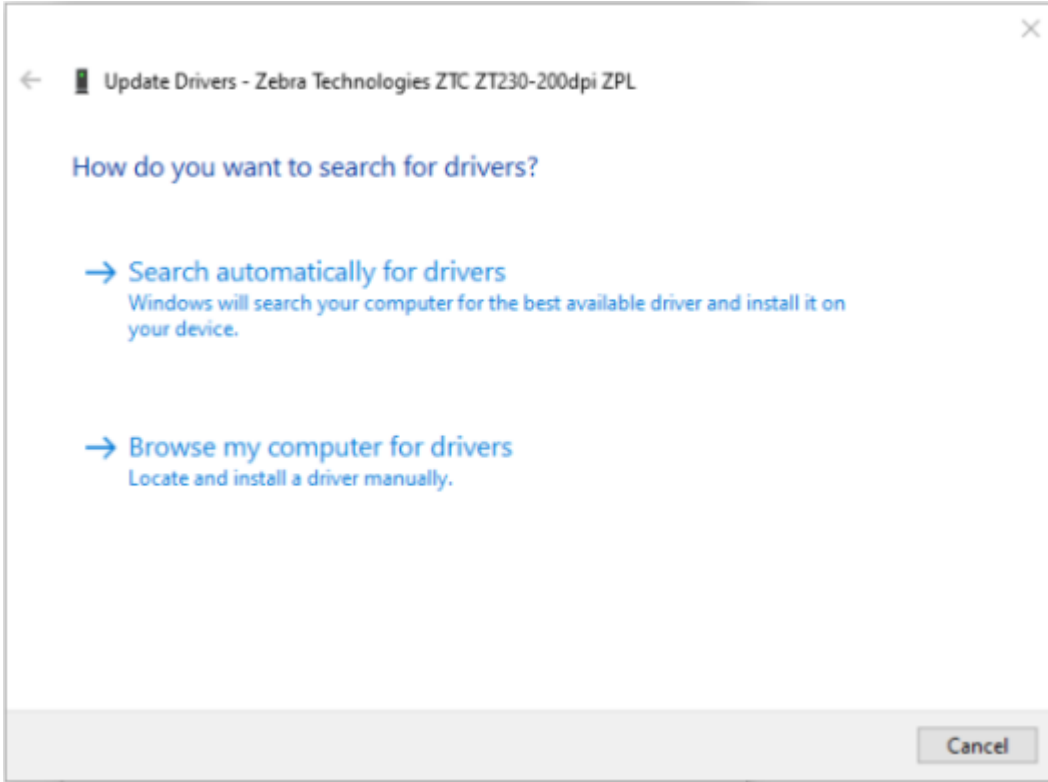 Update Drivers - Zebra Technologies ZTC ZT230-200dpi ZPL
How do you want to search for drivers?
Search automatically for drivers
Windows will search your computer for the best available driver and install it on
your device.
Browse my computer for drivers
Locate and install a driver manually.
Cancel